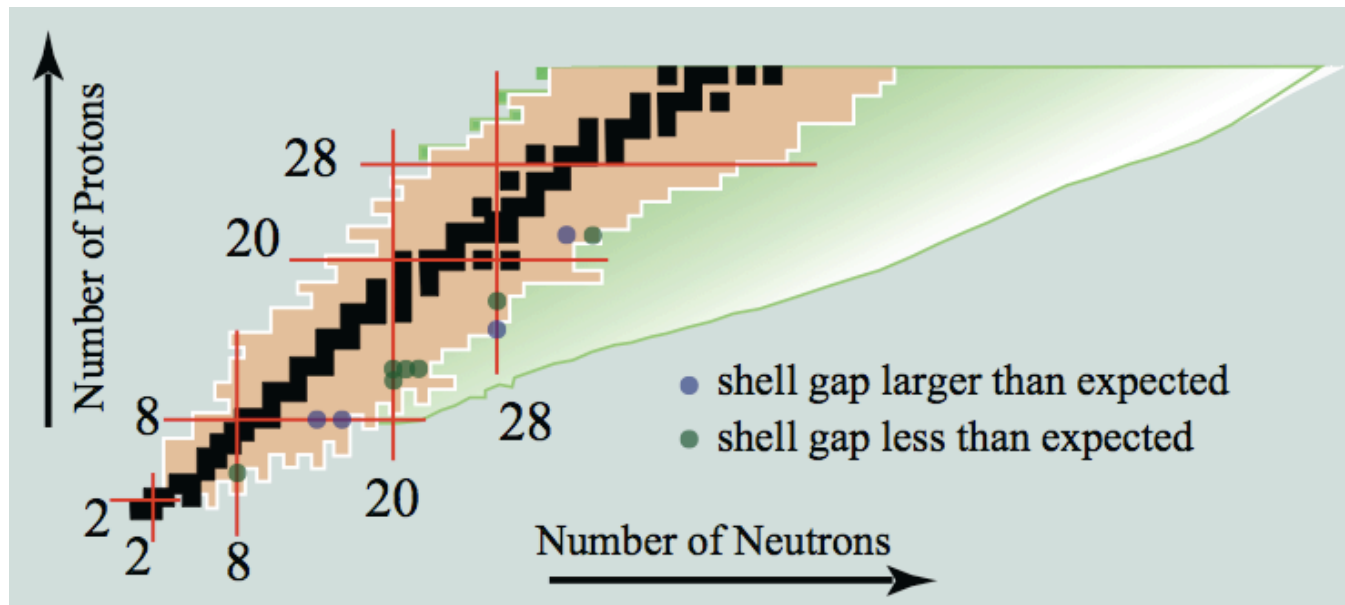 Number of Protons
28
20
8
2
2
8
20
28
shell gap larger than expected
shell gap less than expected
Number of Neutrons